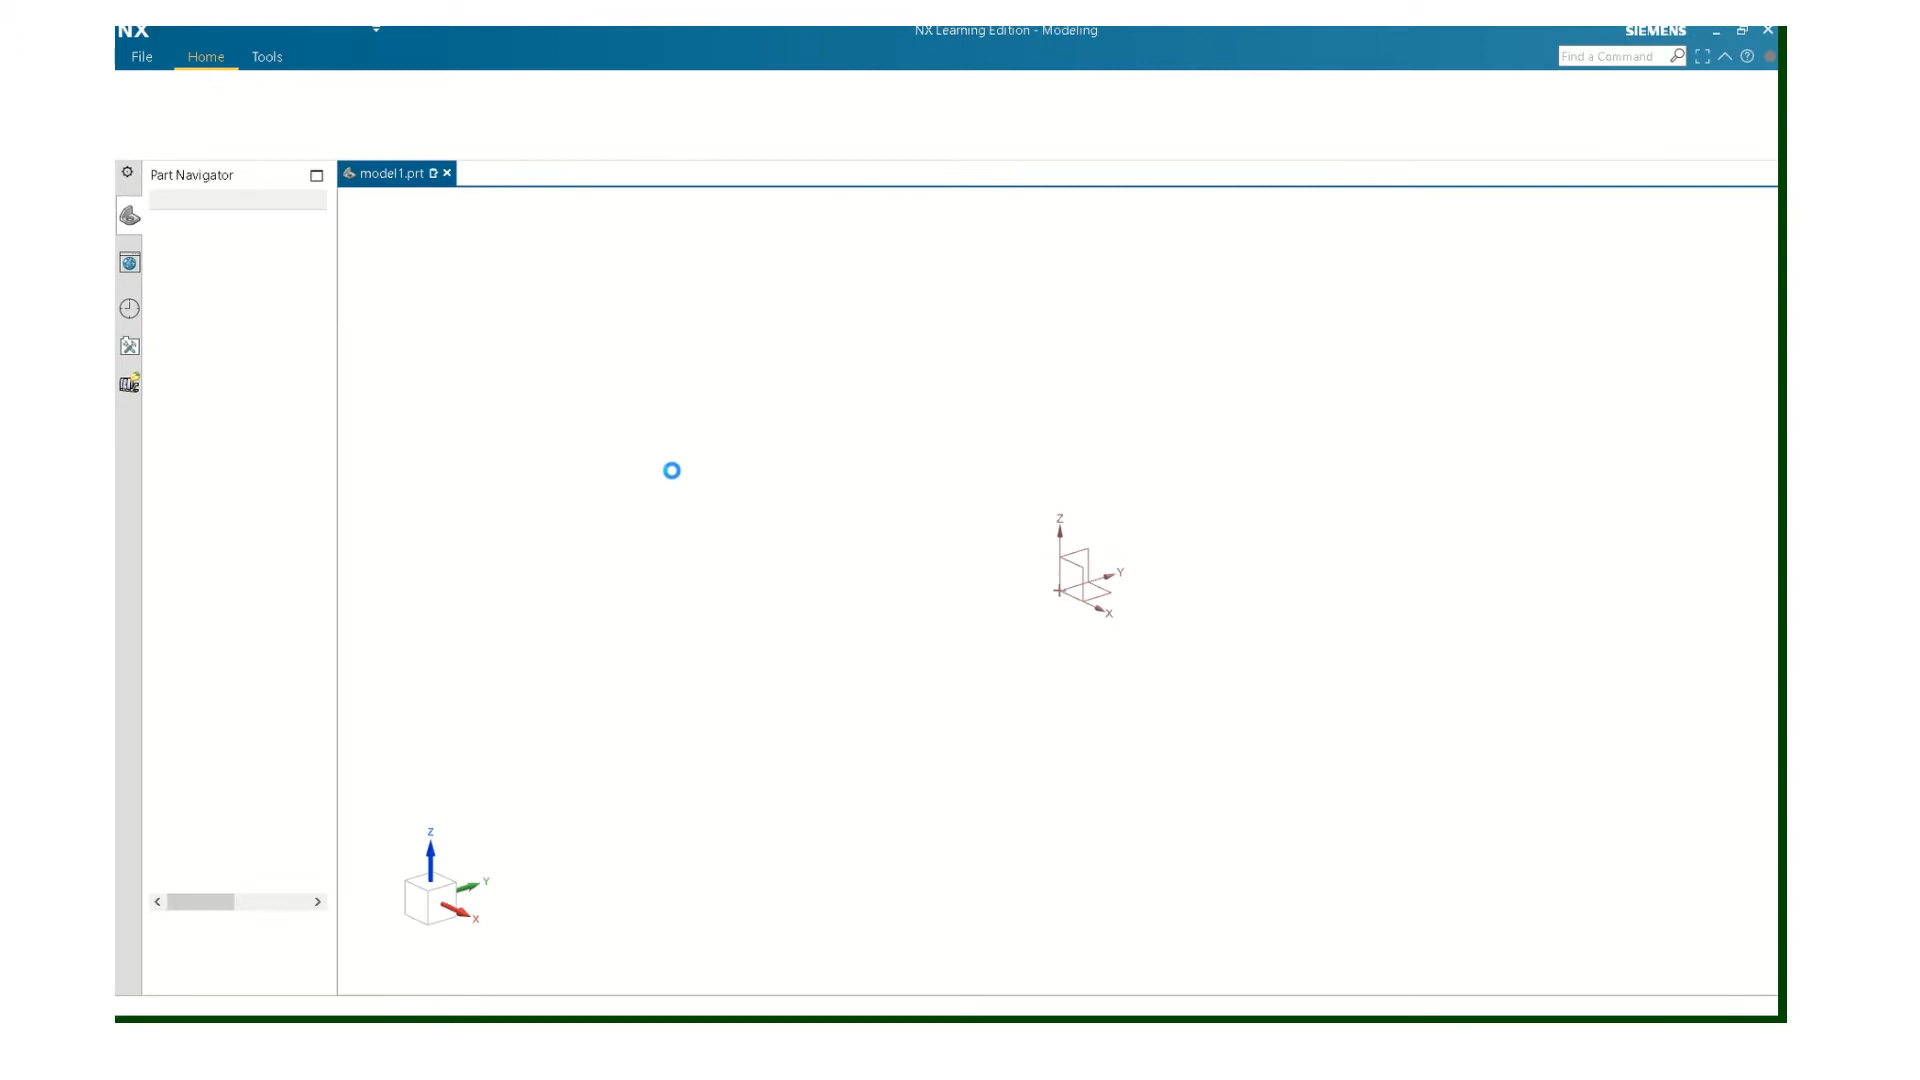 NX
NX Learning Edition - Modeling
SIEMENS
File
Home
Tools
Find a Command
Part Navigator
model1.prt
Z
Y
X
Z
Y
X